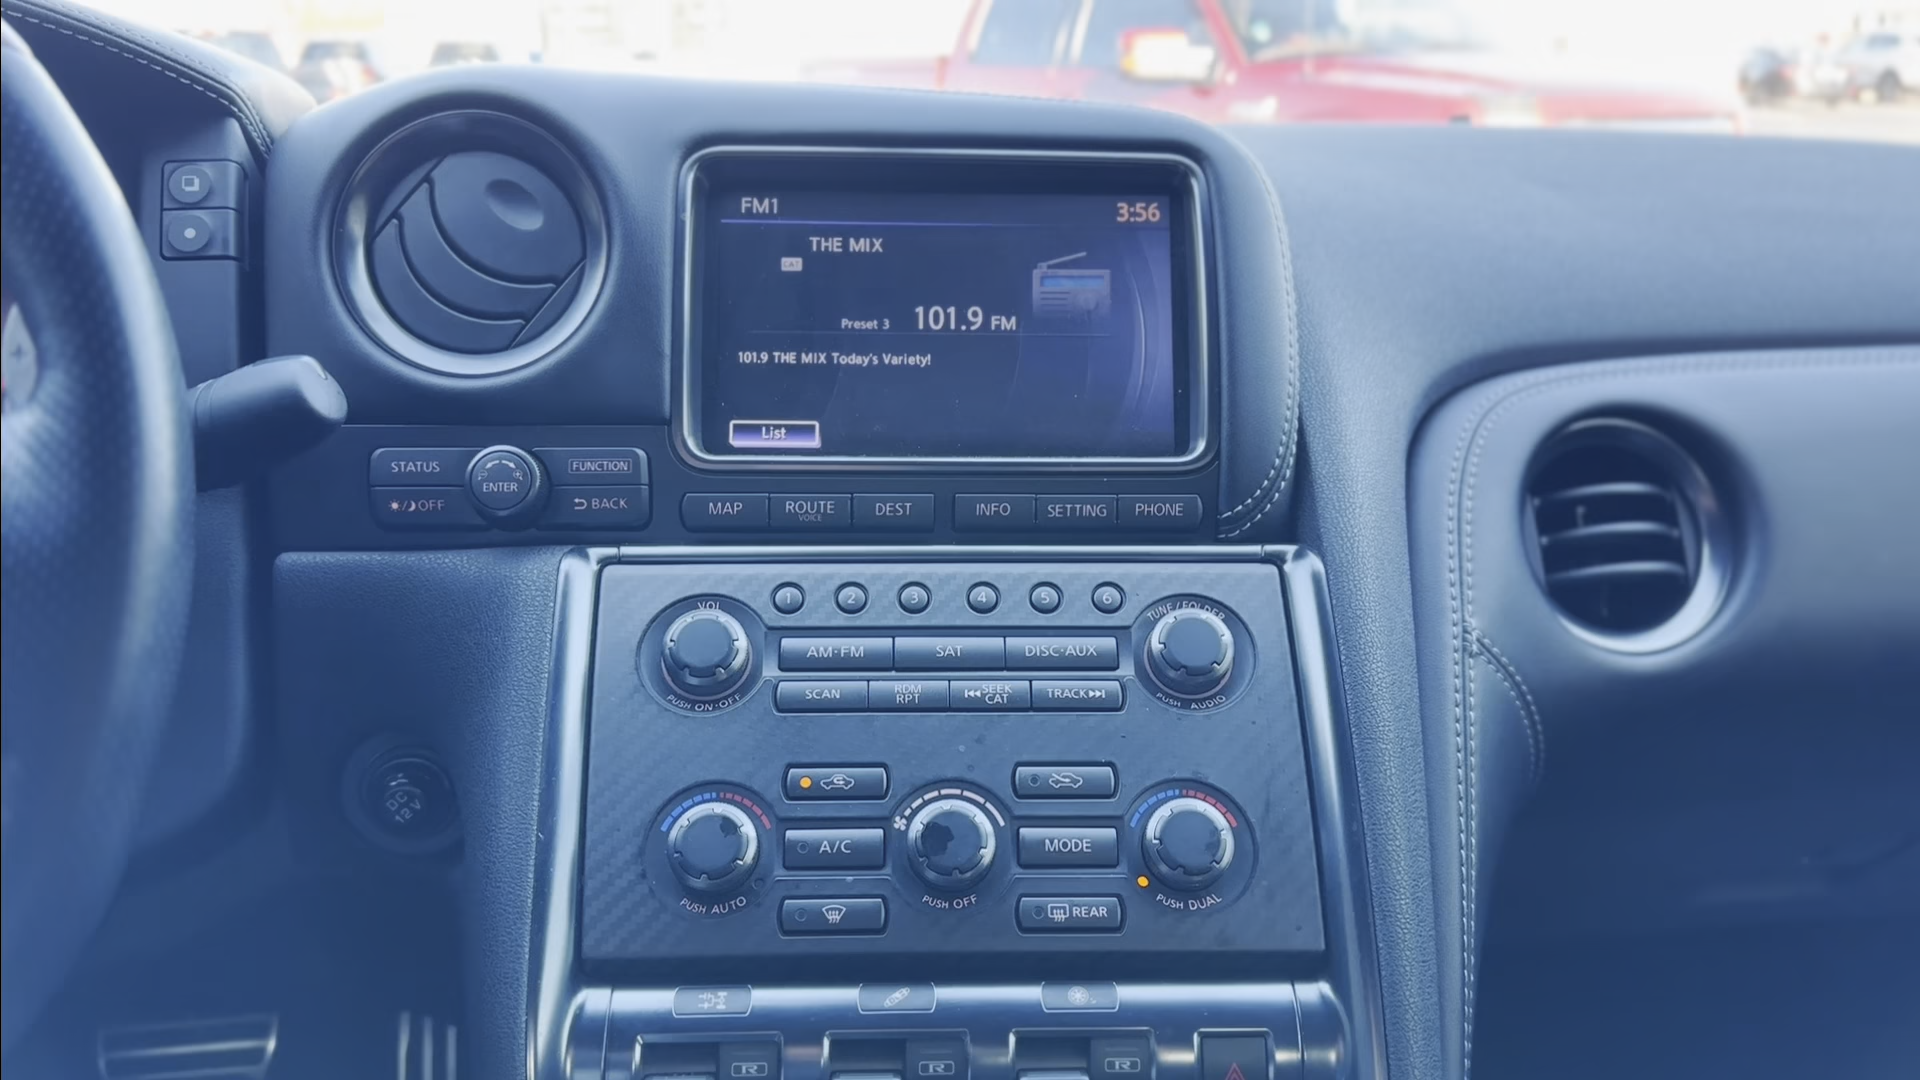 FM1
3:56
THE MIX
CAT
Preset 3 101.9 FM
101.9 THE MIX Today's Variety!
List
STATUS
FUNCTION
ENTER
OFF
BACK
MAP
ROUTE
VOICE
DEST
INFO
SETTING
PHONE
1 2 3 4 5 6
VOL
PUSH ON·OFF
TUNE/FOLDER
PUSH AUDIO
AM·FM
SAT
DISC·AUX
SCAN
RDM
RPT
SEEK
CAT
TRACK
A/C
MODE
PUSH AUTO
PUSH OFF
PUSH DUAL
REAR
DC
12V
R
R
R